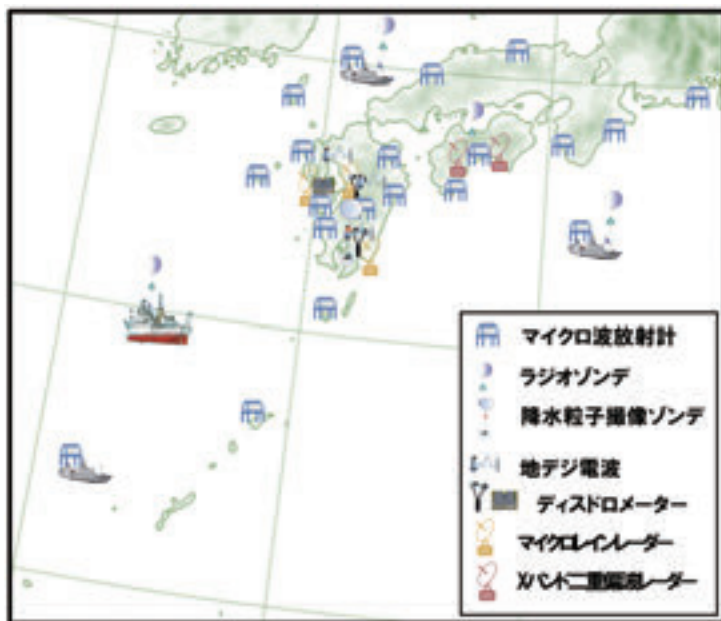 マイクロ波放射計
ラジオゾンデ
降水粒子撮像ゾンデ
地デジ電波
ディスドロメーター
マイクロレインレーダー
Xバンド二重偏波レーダー